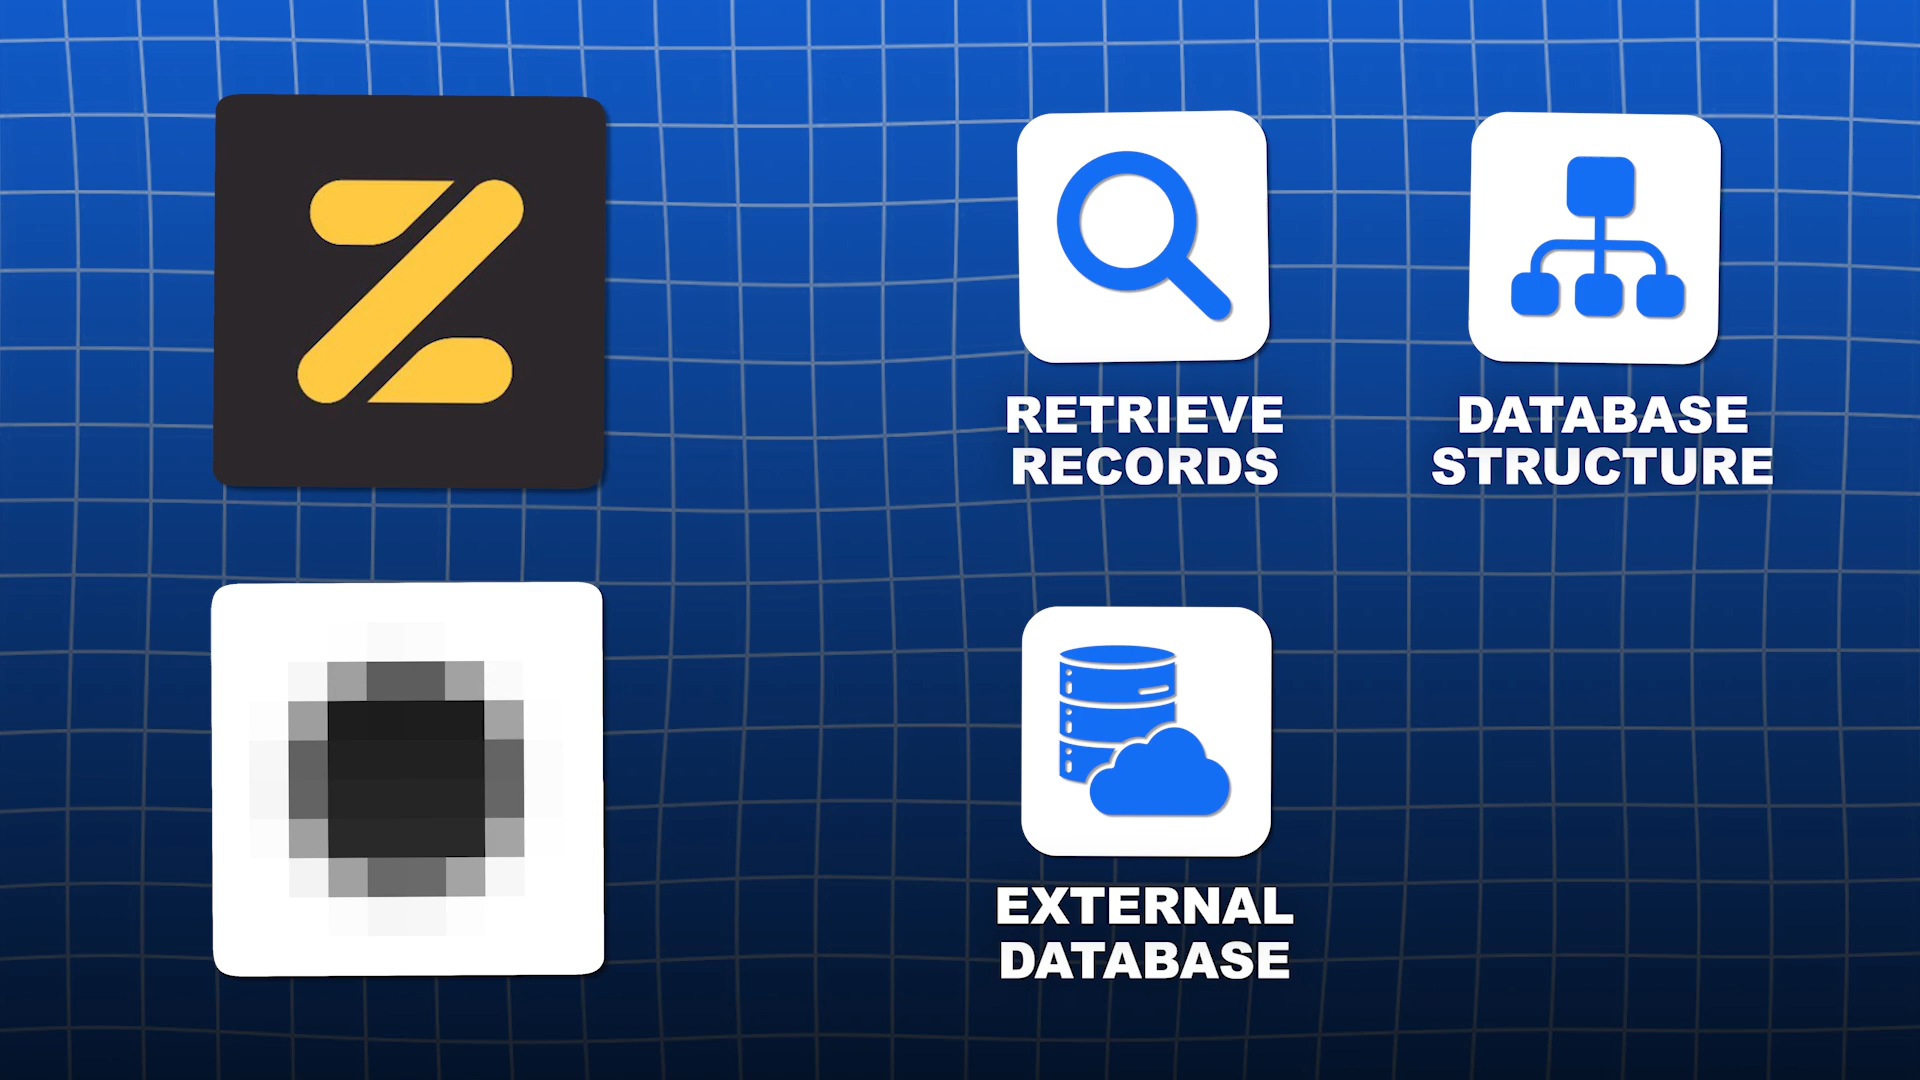 RETRIEVE
RECORDS
DATABASE
STRUCTURE
EXTERNAL
DATABASE